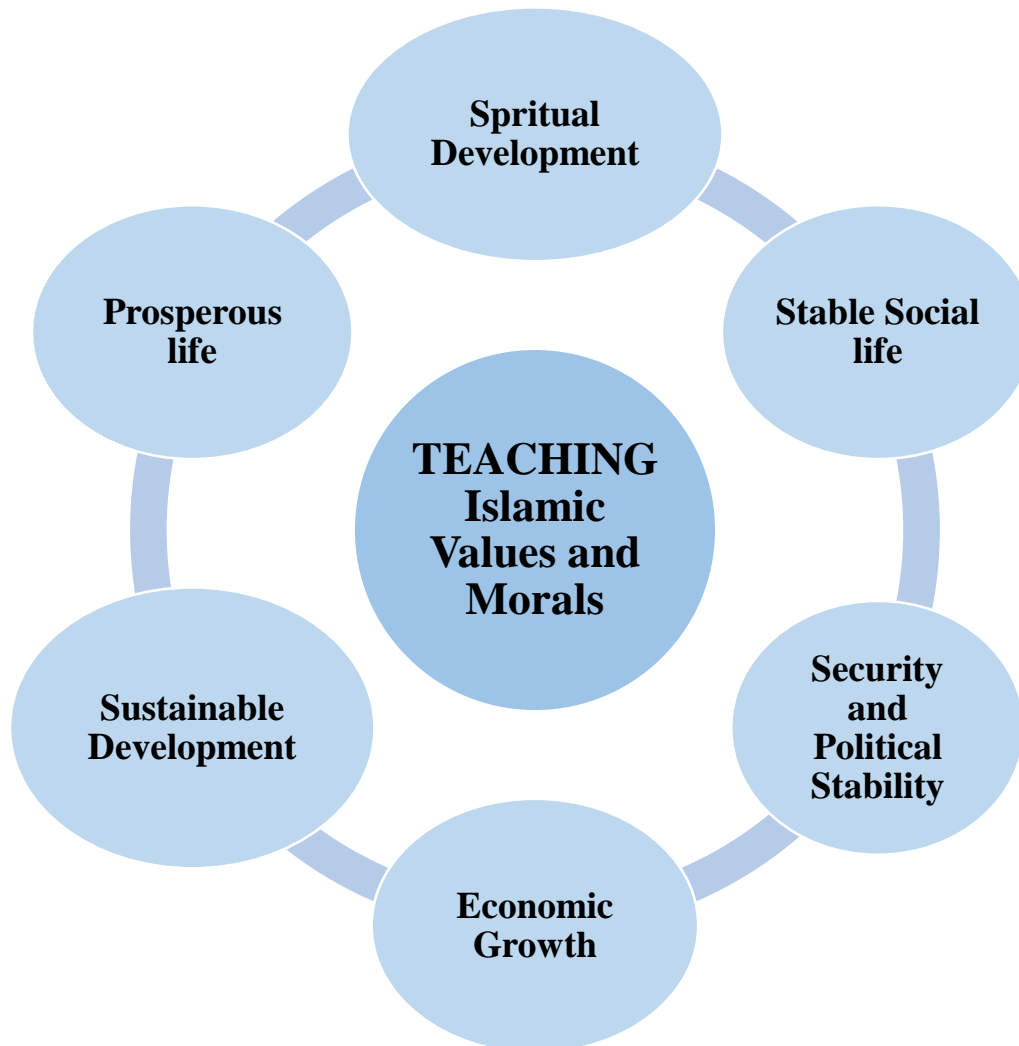 Spritual
Development
Prosperous
life
Stable Social
life
TEACHING
Islamic
Values and
Morals
Sustainable
Development
Security
and
Political
Stability
Economic
Growth